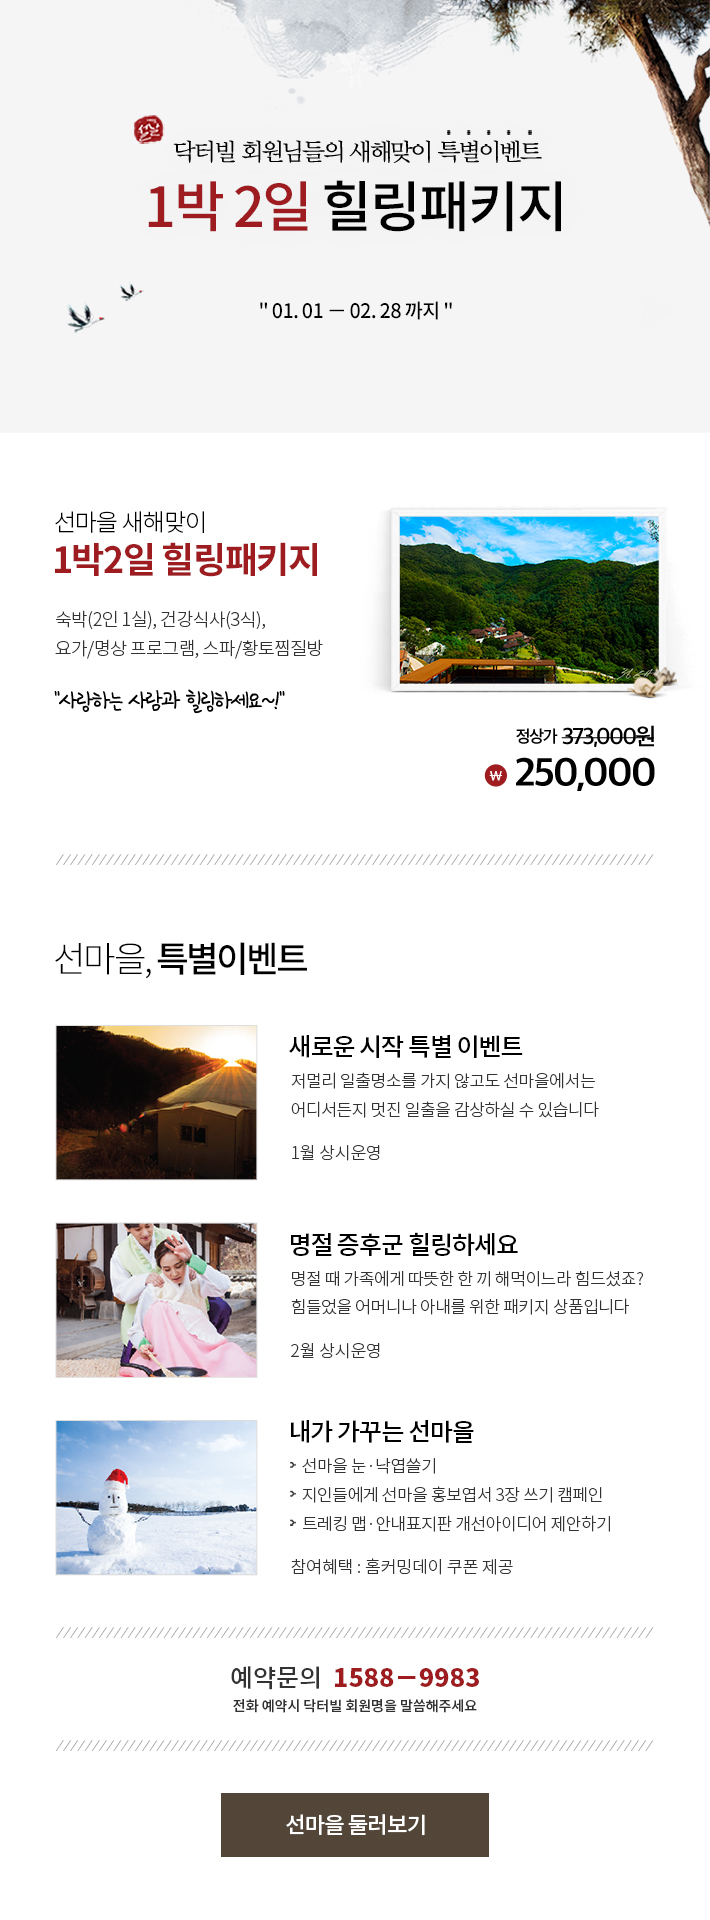 닥터빌 회원님들의 새해맞이 특별이벤트
1박 2일 힐링패키지
" 01. 01 － 02. 28 까지 "
선마을 새해맞이
1박2일 힐링패키지
숙박(2인 1실), 건강식사(3식),
요가/명상 프로그램, 스파/황토찜질방
"사랑하는 사람과 힐링하세요~!"
정상가 373,000원
₩ 250,000
선마을, 특별이벤트
새로운 시작 특별 이벤트
저멀리 일출명소를 가지 않고도 선마을에서는
어디서든지 멋진 일출을 감상하실 수 있습니다
1월 상시운영
명절 증후군 힐링하세요
명절 때 가족에게 따뜻한 한 끼 해먹이느라 힘드셨죠?
힘들었을 어머니나 아내를 위한 패키지 상품입니다
2월 상시운영
내가 가꾸는 선마을
> 선마을 눈·낙엽쓸기
> 지인들에게 선마을 홍보엽서 3장 쓰기 캠페인
> 트레킹 맵·안내표지판 개선아이디어 제안하기
참여혜택 : 홈커밍데이 쿠폰 제공
예약문의 1588－9983
전화 예약시 닥터빌 회원명을 말씀해주세요
선마을 둘러보기